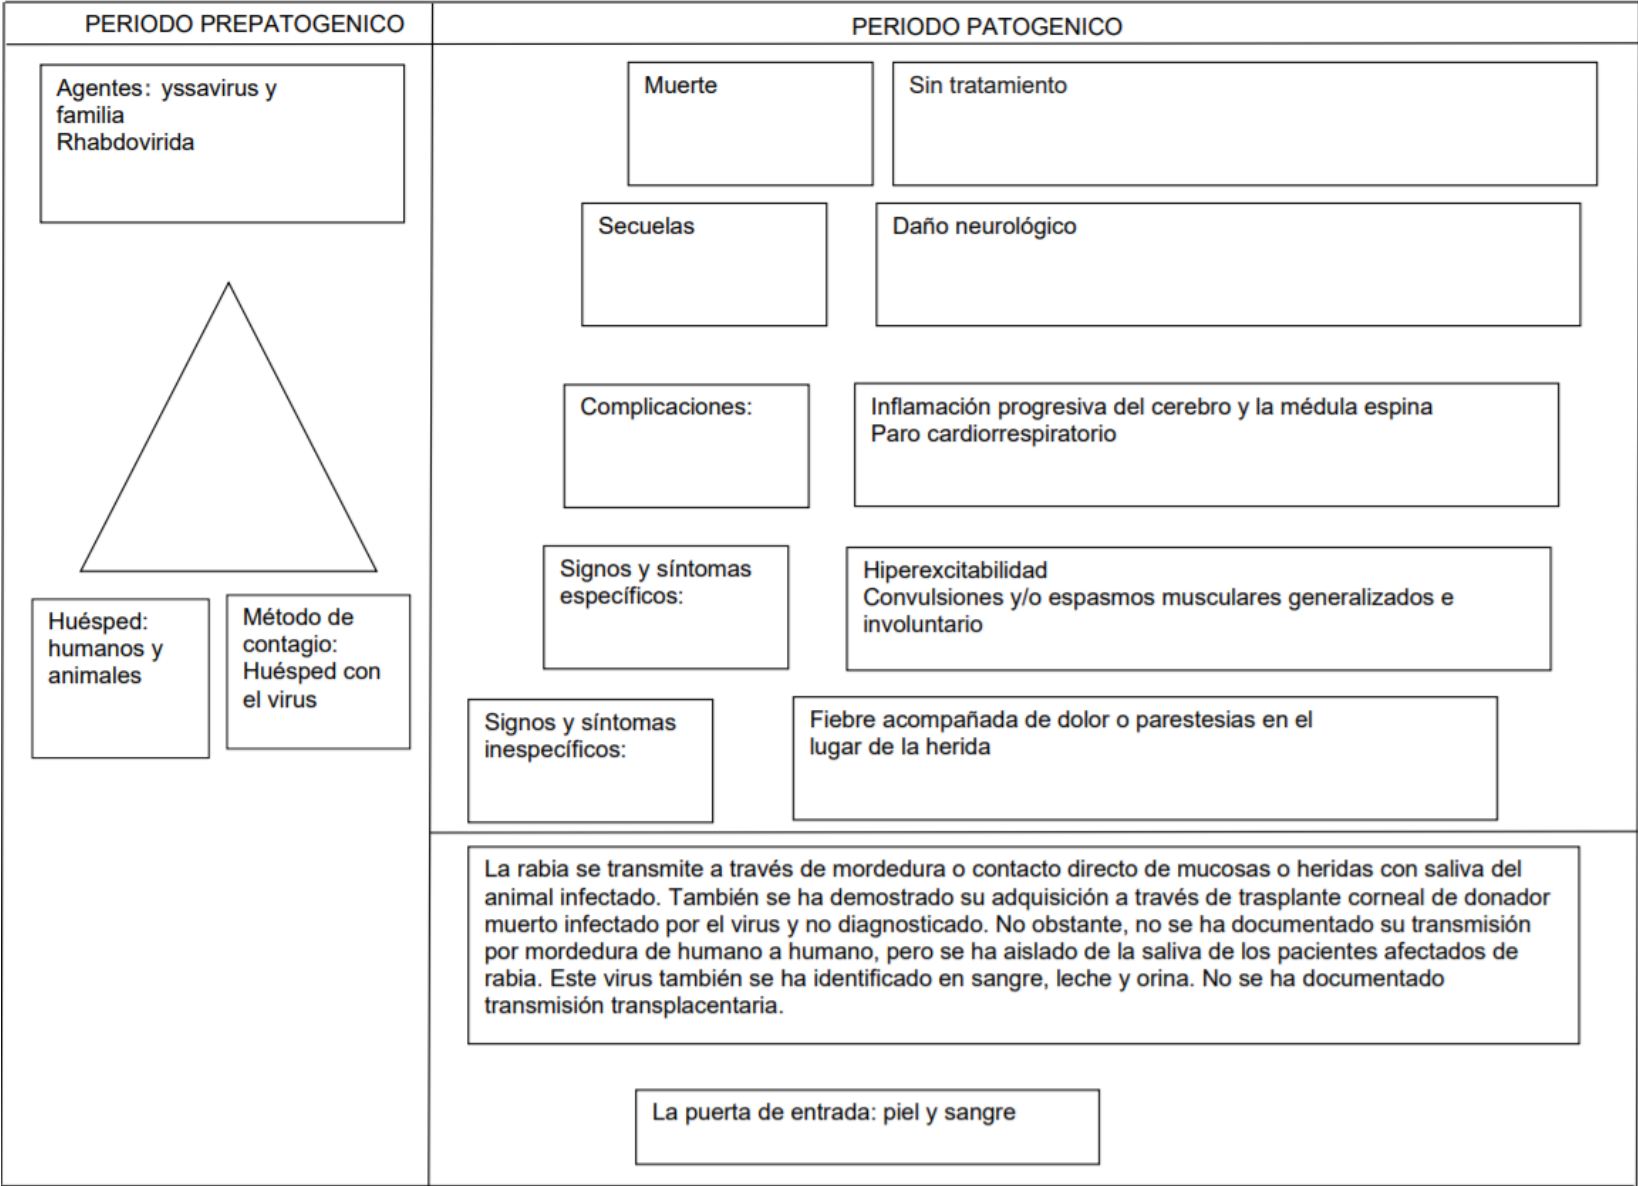 PERIODO PREPATOGENICO
PERIODO PATOGENICO
Agentes: yssavirus y
familia
Rhabdovirida
Huésped:
humanos y
animales
Método de
contagio:
Huésped con
el virus
Muerte
Sin tratamiento
Secuelas
Daño neurológico
Complicaciones:
Inflamación progresiva del cerebro y la médula espina
Paro cardiorrespiratorio
Signos y síntomas
específicos:
Hiperexcitabilidad
Convulsiones y/o espasmos musculares generalizados e
involuntario
Signos y síntomas
inespecíficos:
Fiebre acompañada de dolor o parestesias en el
lugar de la herida
La rabia se transmite a través de mordedura o contacto directo de mucosas o heridas con saliva del
animal infectado. También se ha demostrado su adquisición a través de trasplante corneal de donador
muerto infectado por el virus y no diagnosticado. No obstante, no se ha documentado su transmisión
por mordedura de humano a humano, pero se ha aislado de la saliva de los pacientes afectados de
rabia. Este virus también se ha identificado en sangre, leche y orina. No se ha documentado
transmisión transplacentaria.
La puerta de entrada: piel y sangre